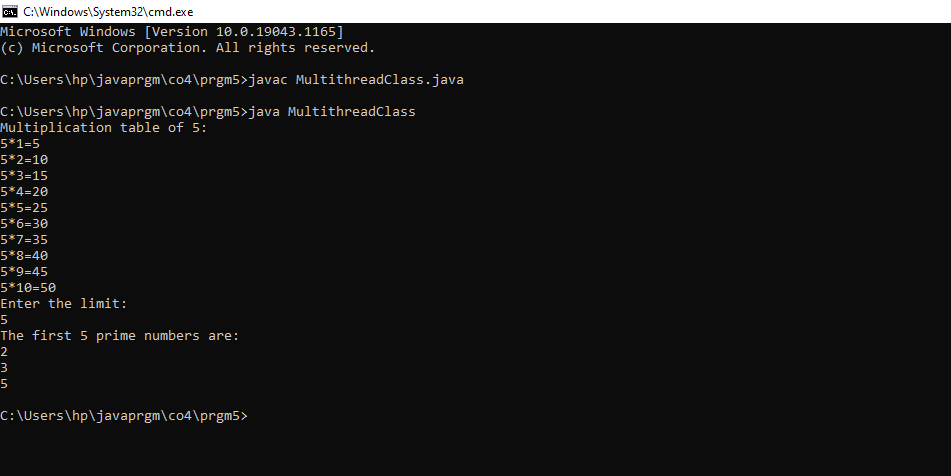 C:\Windows\System32\cmd.exe
Microsoft Windows [Version 10.0.19043.1165]
(c) Microsoft Corporation. All rights reserved.
C:\Users\hp\javaprgm\co4\prgm5>javac MultithreadClass.java
C:\Users\hp\javaprgm\co4\prgm5>java MultithreadClass
Multiplication table of 5:
5*1=5
5*2=10
5*3=15
5*4=20
5*5=25
5*6=30
5*7=35
5*8=40
5*9=45
5*10=50
Enter the limit:
5
The first 5 prime numbers are:
2
3
5
C:\Users\hp\javaprgm\co4\prgm5>